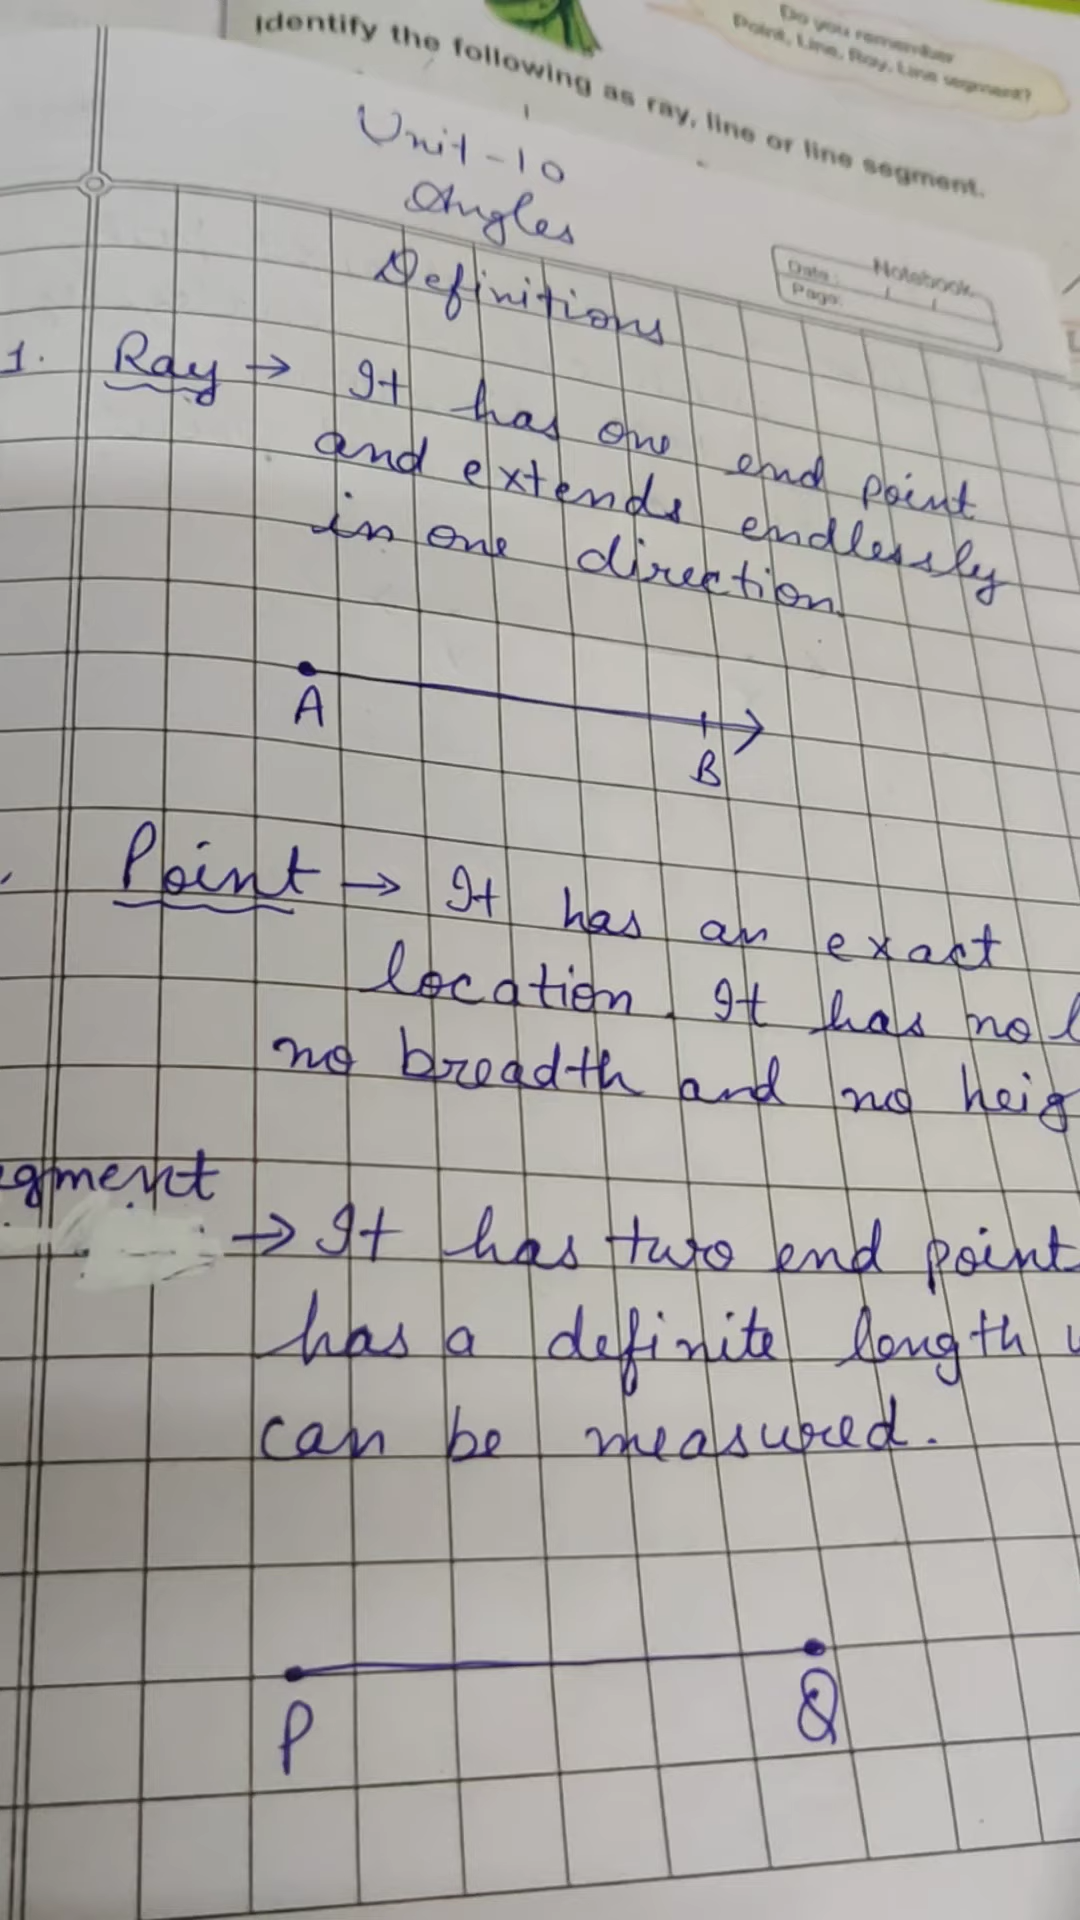 Do you remember
Point, Line, Ray, Line segment?
Identify the following as ray, line or line segment.
Unit-10
Angles
Notebook
Date:
Page:
Definitions
1. Ray → It has one end point
and extends endlessly
in one direction.
A
B
Point → It has an exact
location. It has no l
no breadth and no heig
egment
→ It has two end point
has a definite length
can be measured.
P
Q